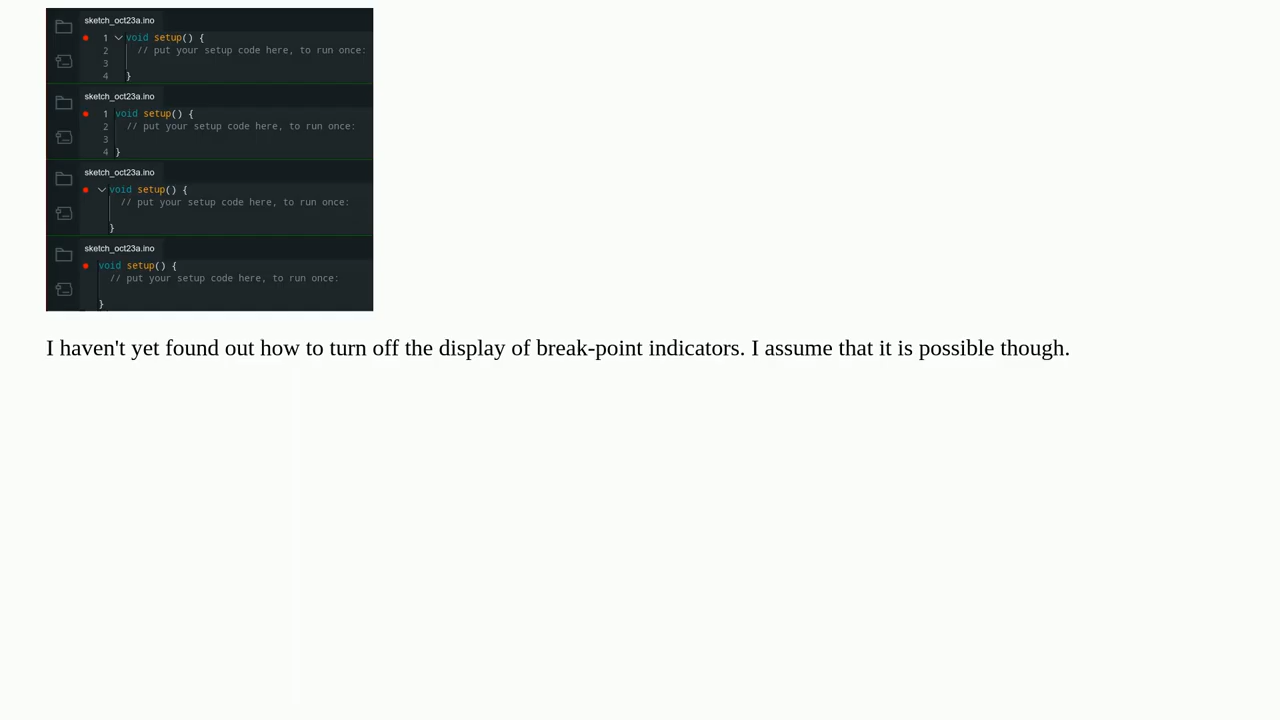 sketch_oct23a.ino
1 void setup() {
2 // put your setup code here, to run once:
3
4 }
sketch_oct23a.ino
1 void setup() {
2 // put your setup code here, to run once:
3
4 }
sketch_oct23a.ino
void setup() {
// put your setup code here, to run once:
}
sketch_oct23a.ino
void setup() {
// put your setup code here, to run once:
}
I haven't yet found out how to turn off the display of break-point indicators. I assume that it is possible though.